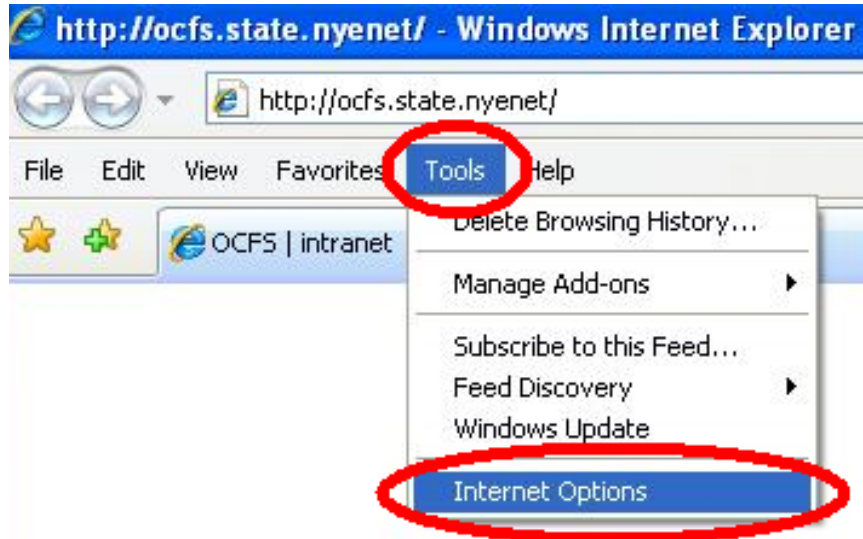 http://ocfs.state.nyenet/ - Windows Internet Explorer
http://ocfs.state.nyenet/
File Edit View Favorites Tools Help
OCFS | intranet
Delete Browsing History...
Manage Add-ons
Subscribe to this Feed...
Feed Discovery
Windows Update
Internet Options